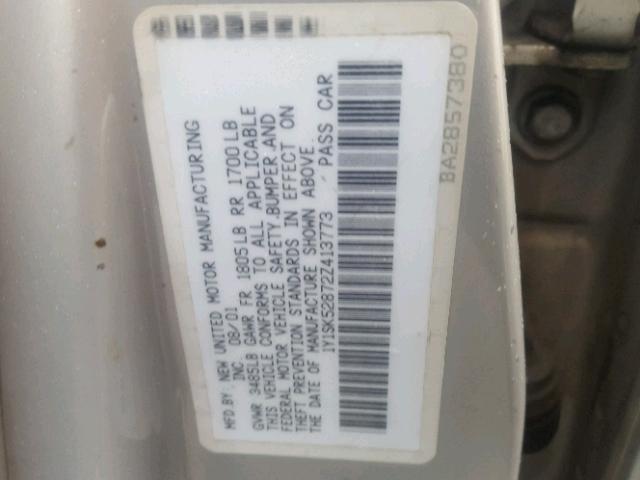 MFD.BY: NEW UNITED MOTOR MANUFACTURING
INC. 08/01
GVWR 3485LB GAWR FR 1805LB RR 1700LB
THIS VEHICLE CONFORMS TO ALL APPLICABLE
FEDERAL MOTOR VEHICLE SAFETY,BUMPER,AND
THEFT PREVENTION STANDARDS IN EFFECT ON
THE DATE OF MANUFACTURE SHOWN ABOVE.
1Y1SK52872Z413773 PASS CAR
BA2857380